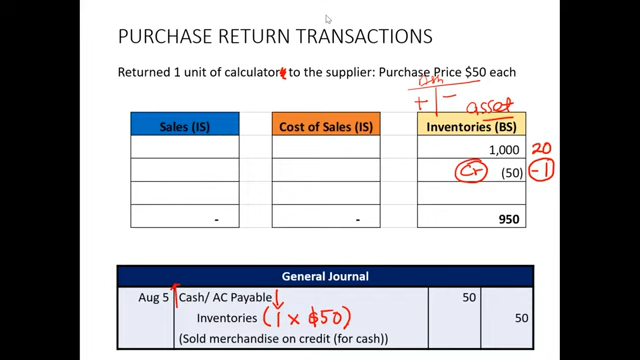 PURCHASE RETURN TRANSACTIONS
Returned 1 unit of calculator to the supplier: Purchase Price $50 each
+ -
asset
Sales (IS) Cost of Sales (IS) Inventories (BS)
1,000 20
Cr (50) -1
- - 950
General Journal
Aug 5 Cash/ AC Payable 50
Inventories (1 x $50) 50
(Sold merchandise on credit (for cash))